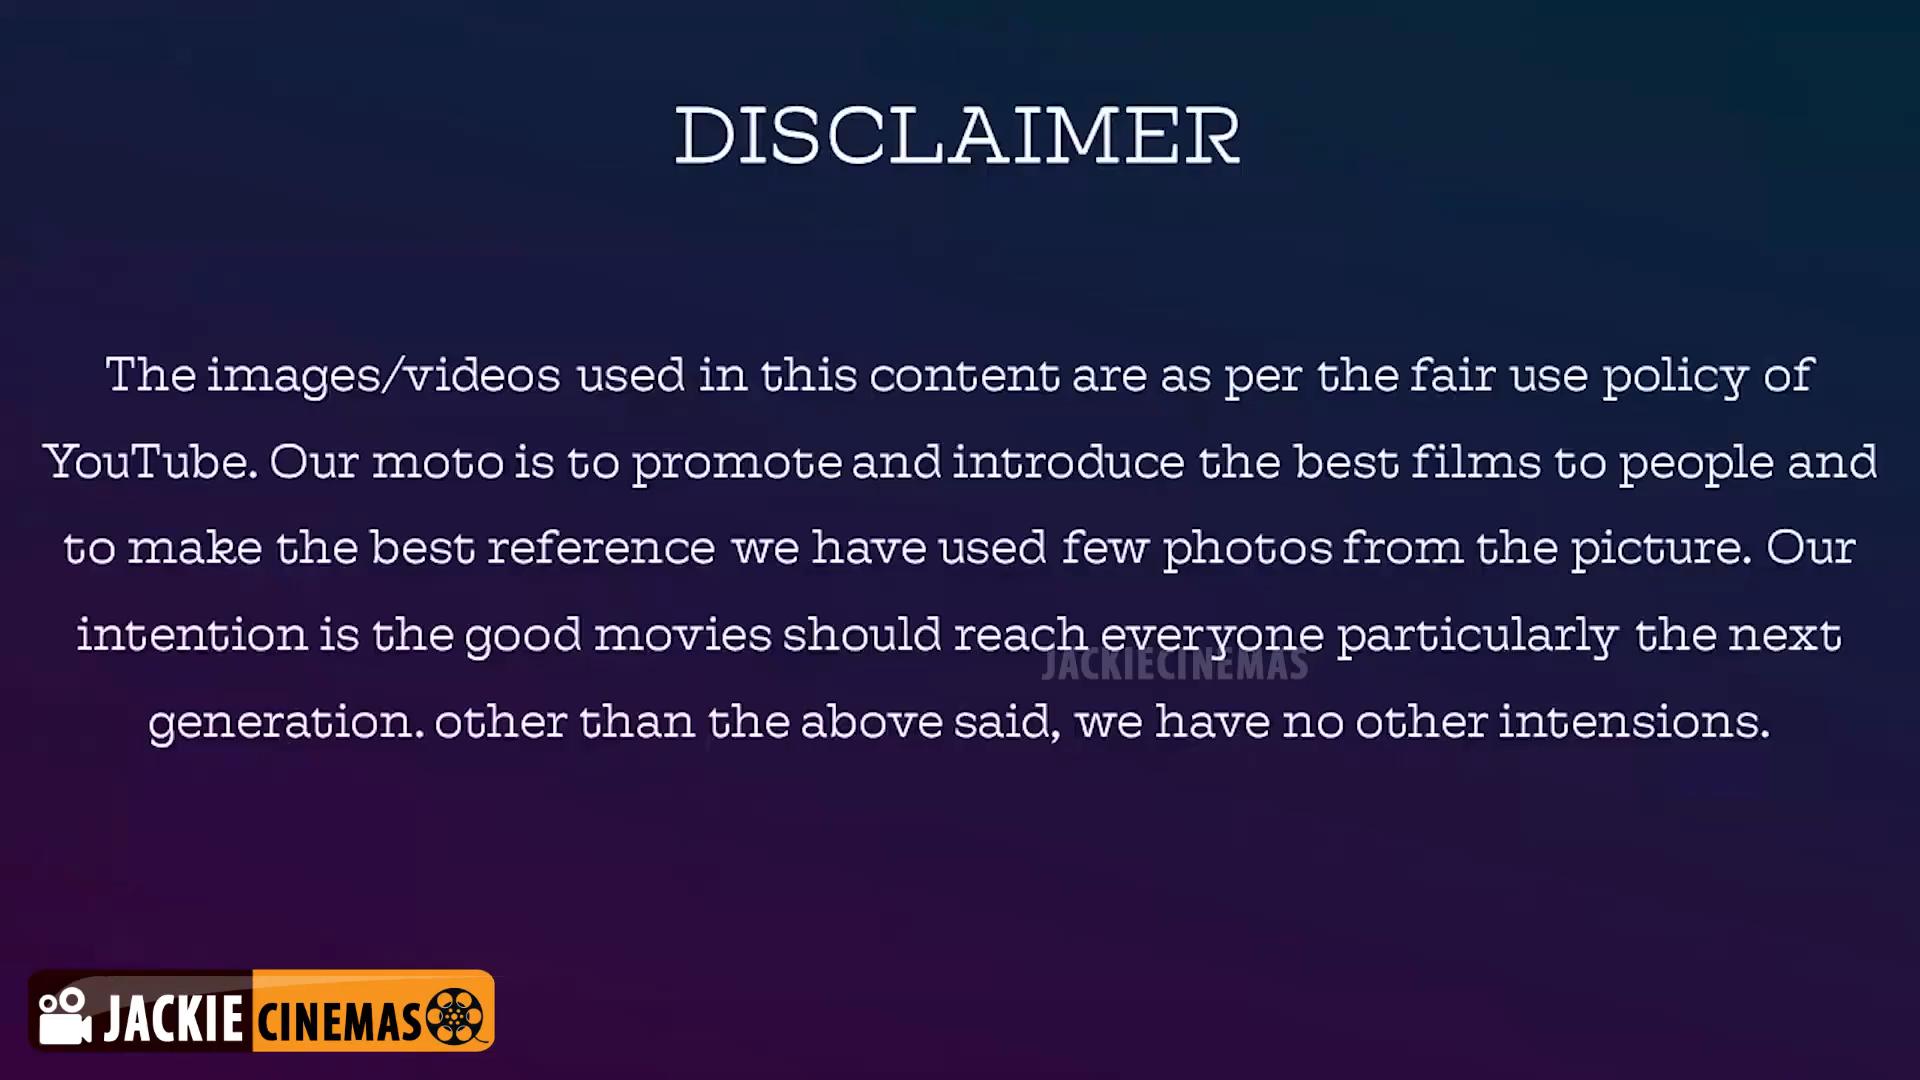 DISCLAIMER
The images/videos used in this content are as per the fair use policy of
YouTube. Our moto is to promote and introduce the best films to people and
to make the best reference we have used few photos from the picture. Our
intention is the good movies should reach everyone particularly the next
JACKIECINEMAS
generation. other than the above said, we have no other intensions.
JACKIE CINEMAS